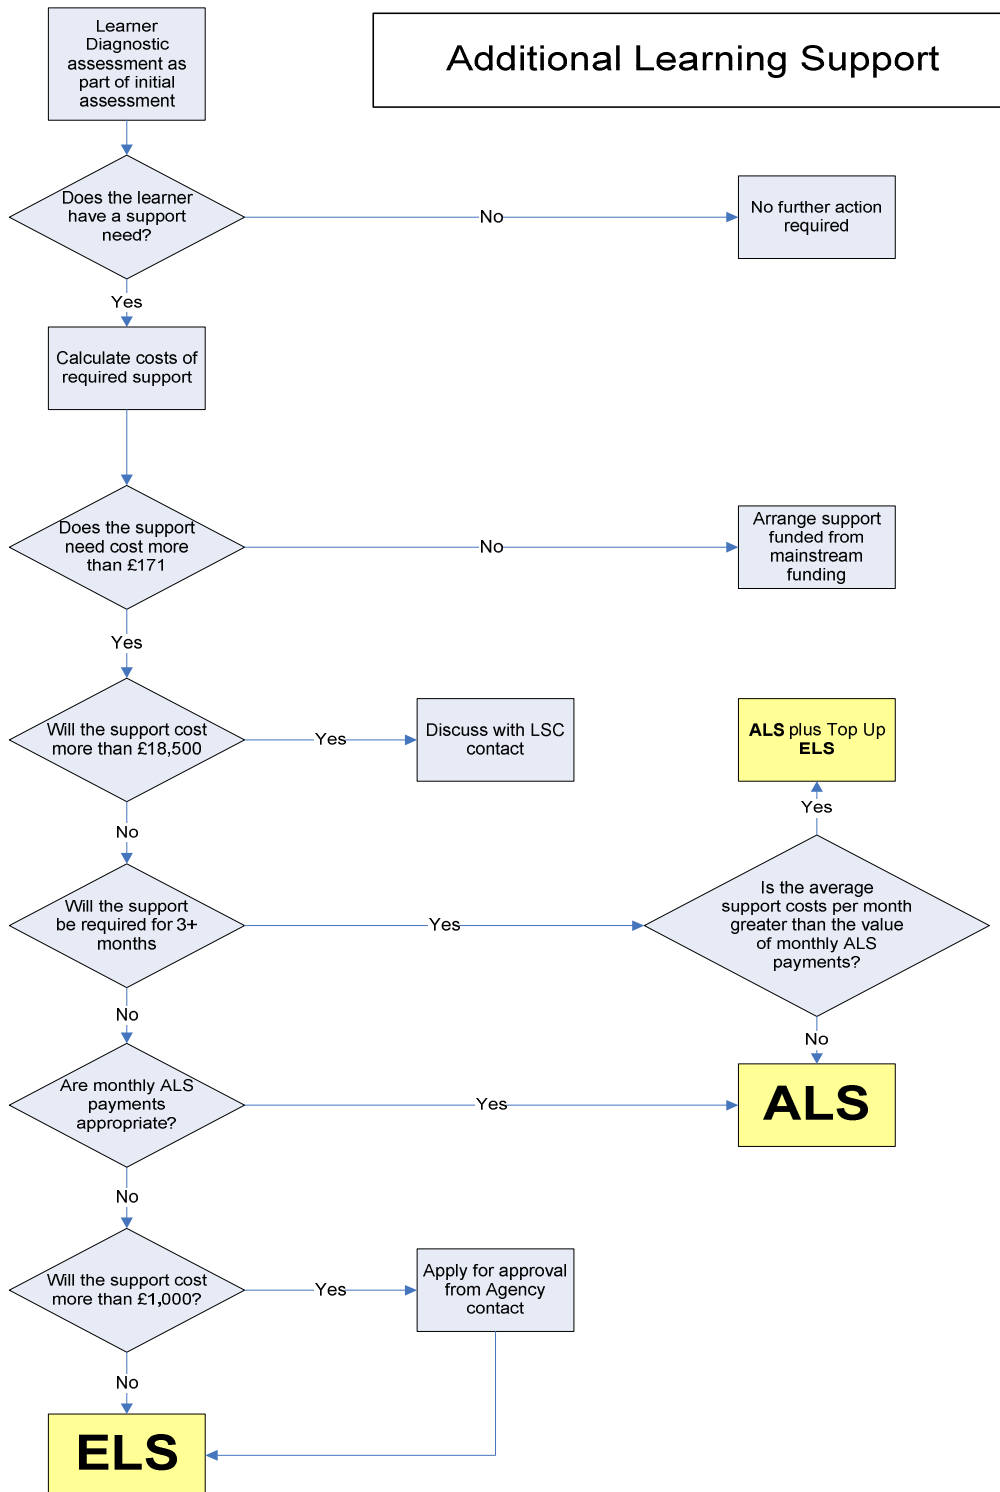 Learner
Diagnostic
assessment as
part of initial
assessment
Additional Learning Support
Does the learner
have a support
need?
No
No further action
required
Yes
Calculate costs of
required support
Does the support
need cost more
than £171
No
Arrange support
funded from
mainstream
funding
Yes
Will the support cost
more than £18,500
Yes
Discuss with LSC
contact
ALS plus Top Up
ELS
Yes
No
Will the support
be required for 3+
months
Yes
Is the average
support costs per month
greater than the value
of monthly ALS
payments?
No
No
Are monthly ALS
payments
appropriate?
Yes
ALS
No
Will the support cost
more than £1,000?
Yes
Apply for approval
from Agency
contact
No
ELS